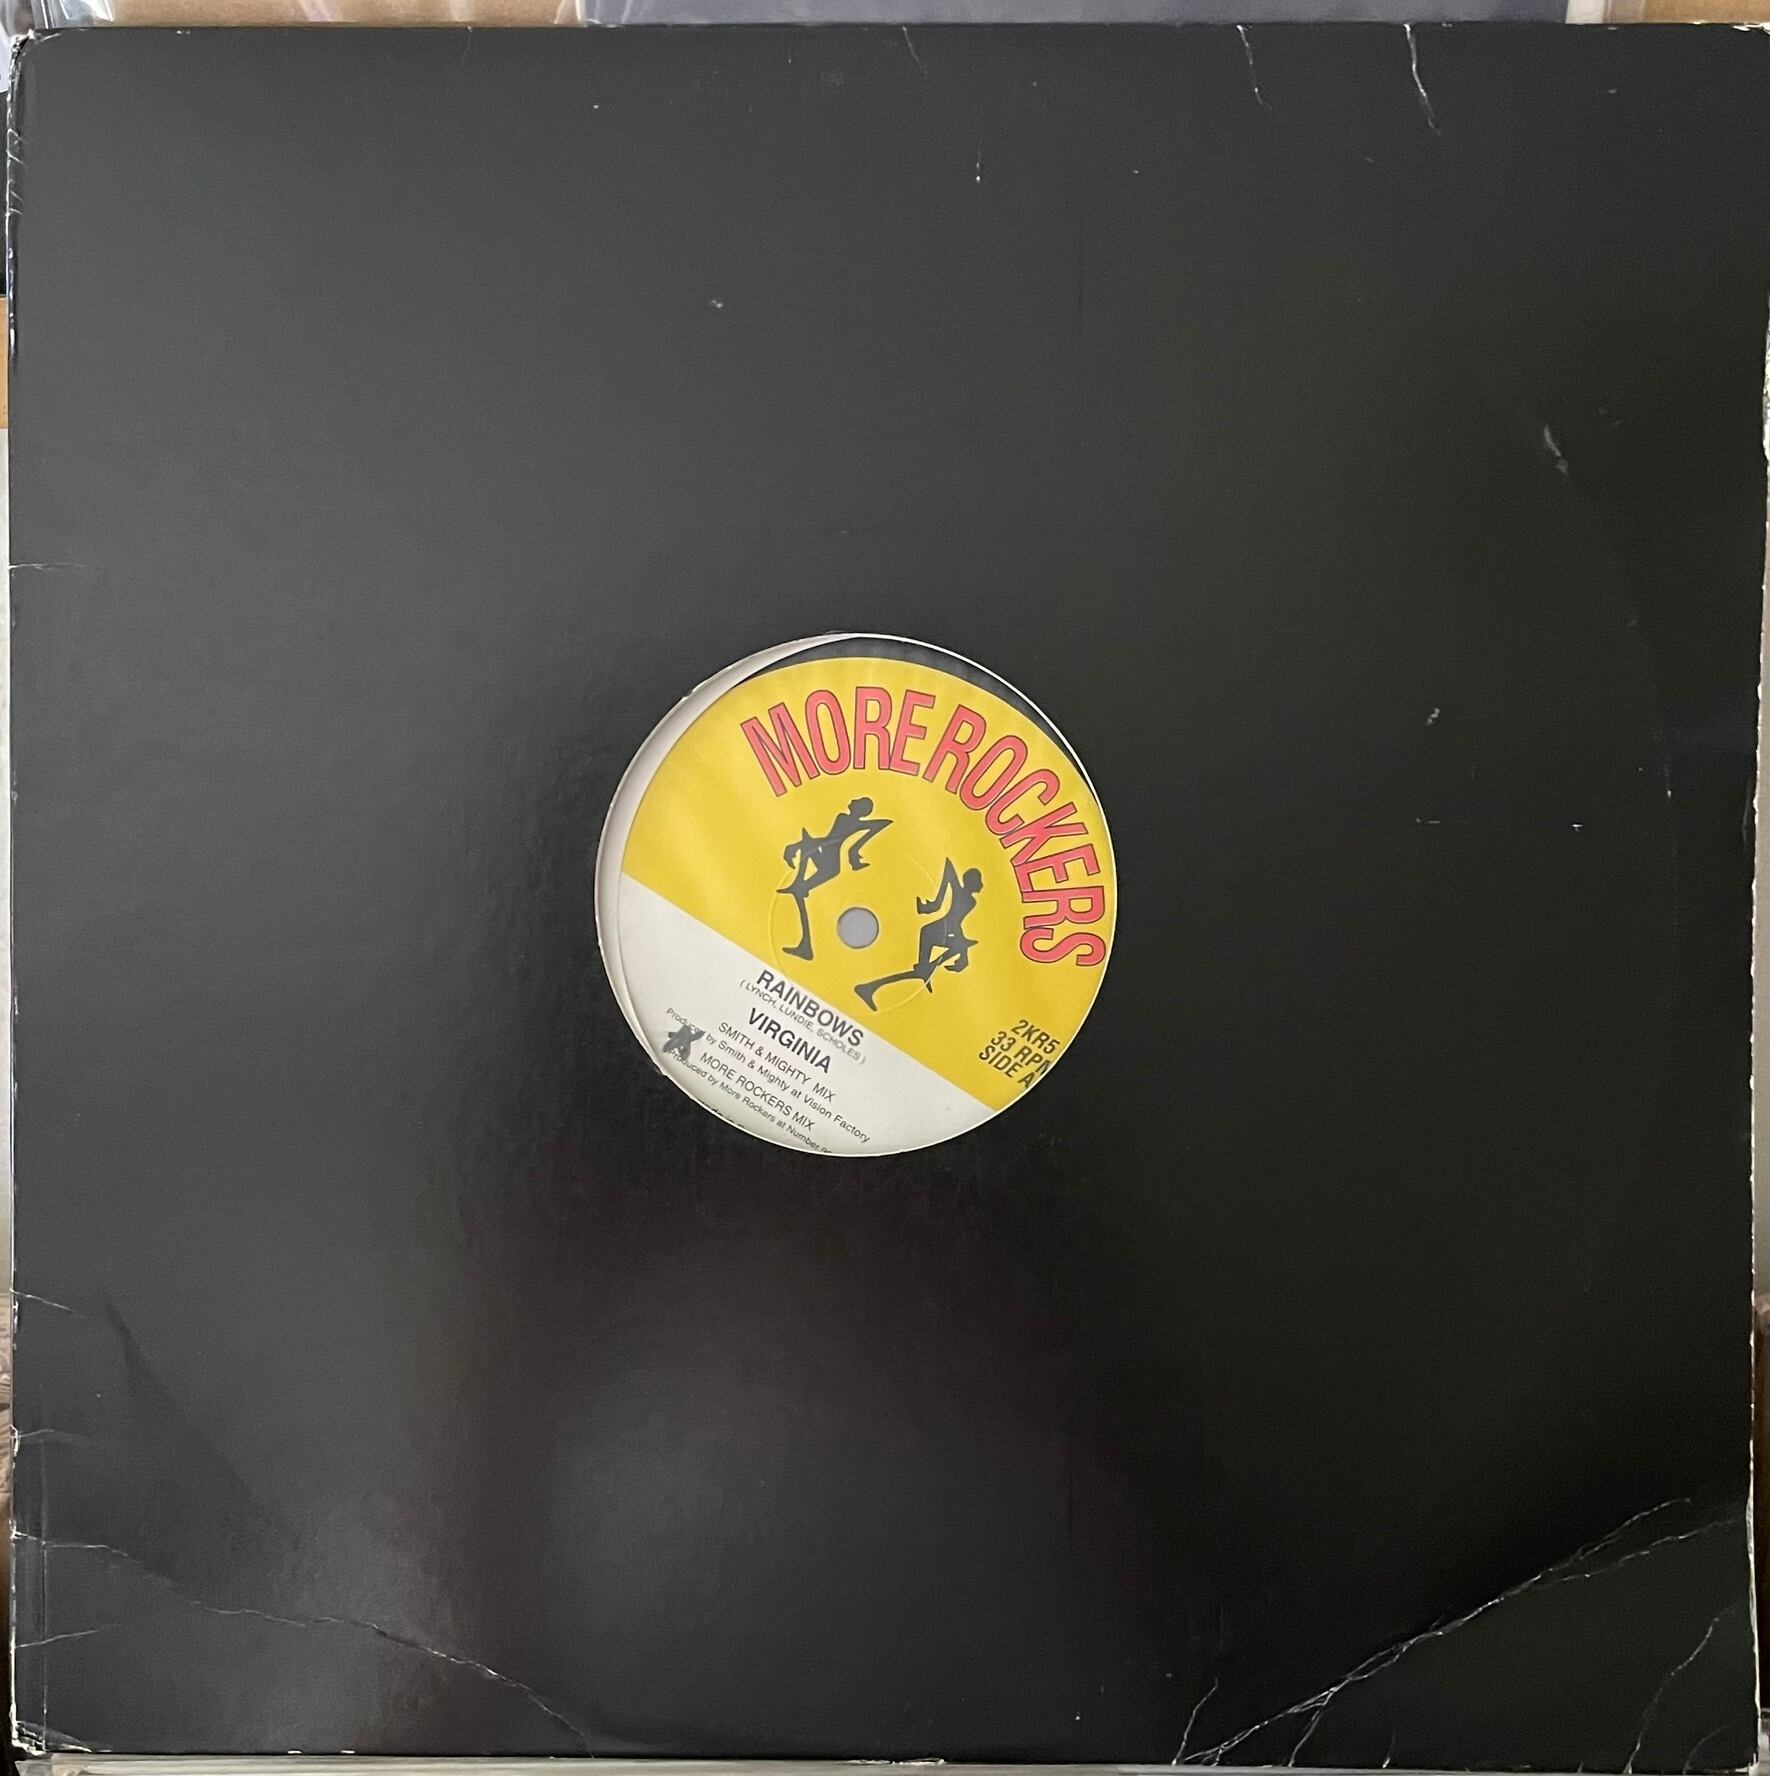 MORE ROCKERS
2KR5
33 RPM
SIDE A
RAINBOWS
( LYNCH, LUNDIE, SCHOLES )
VIRGINIA
SMITH & MIGHTY MIX
Produced by Smith & Mighty at Vision Factory
MORE ROCKERS MIX
Produced by More Rockers at Number